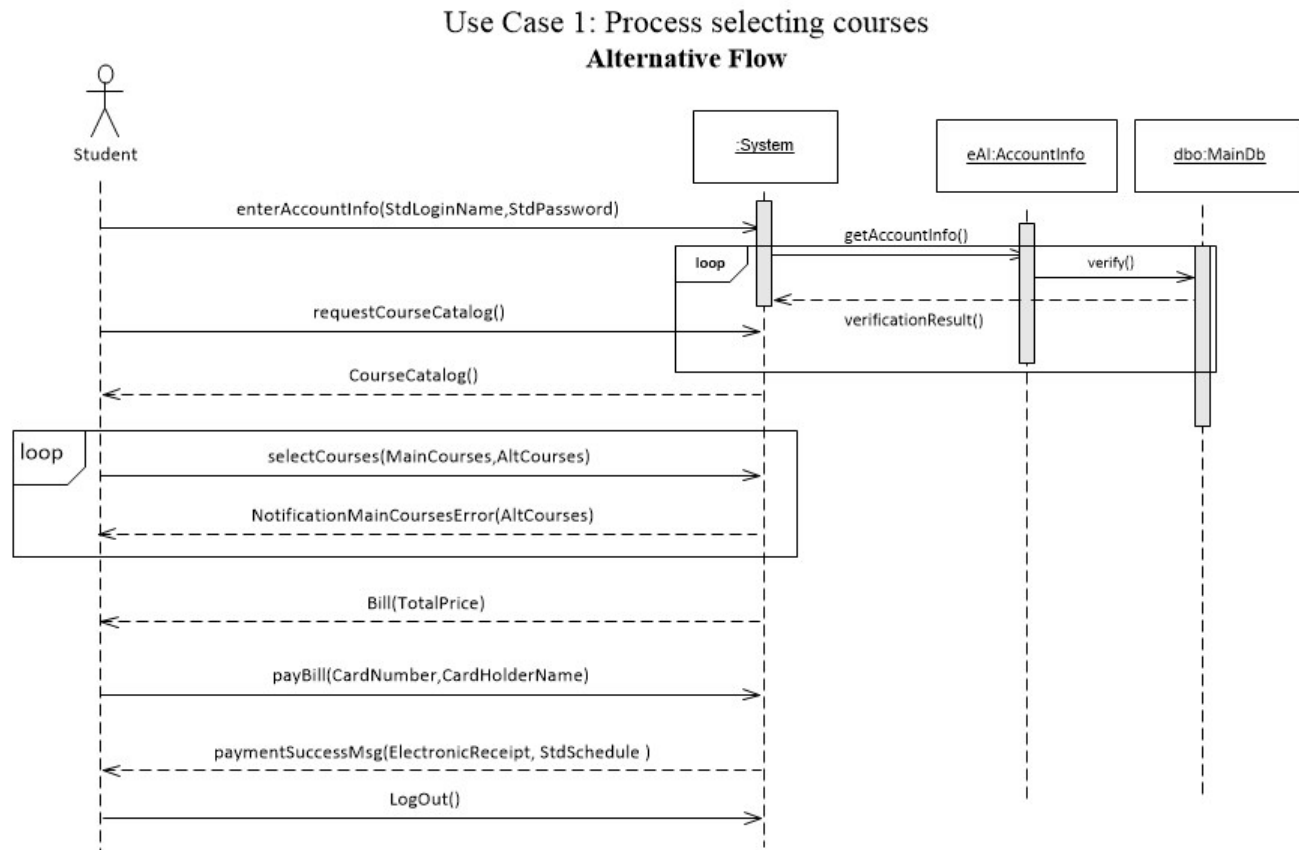 Use Case 1: Process selecting courses
Alternative Flow
Student
:System
eAI:AccountInfo
dbo:MainDb
enterAccountInfo(StdLoginName,StdPassword)
getAccountInfo()
loop
verify()
requestCourseCatalog()
verificationResult()
CourseCatalog()
loop
selectCourses(MainCourses,AltCourses)
NotificationMainCoursesError(AltCourses)
Bill(TotalPrice)
payBill(CardNumber,CardHolderName)
paymentSuccessMsg(ElectronicReceipt, StdSchedule )
LogOut()